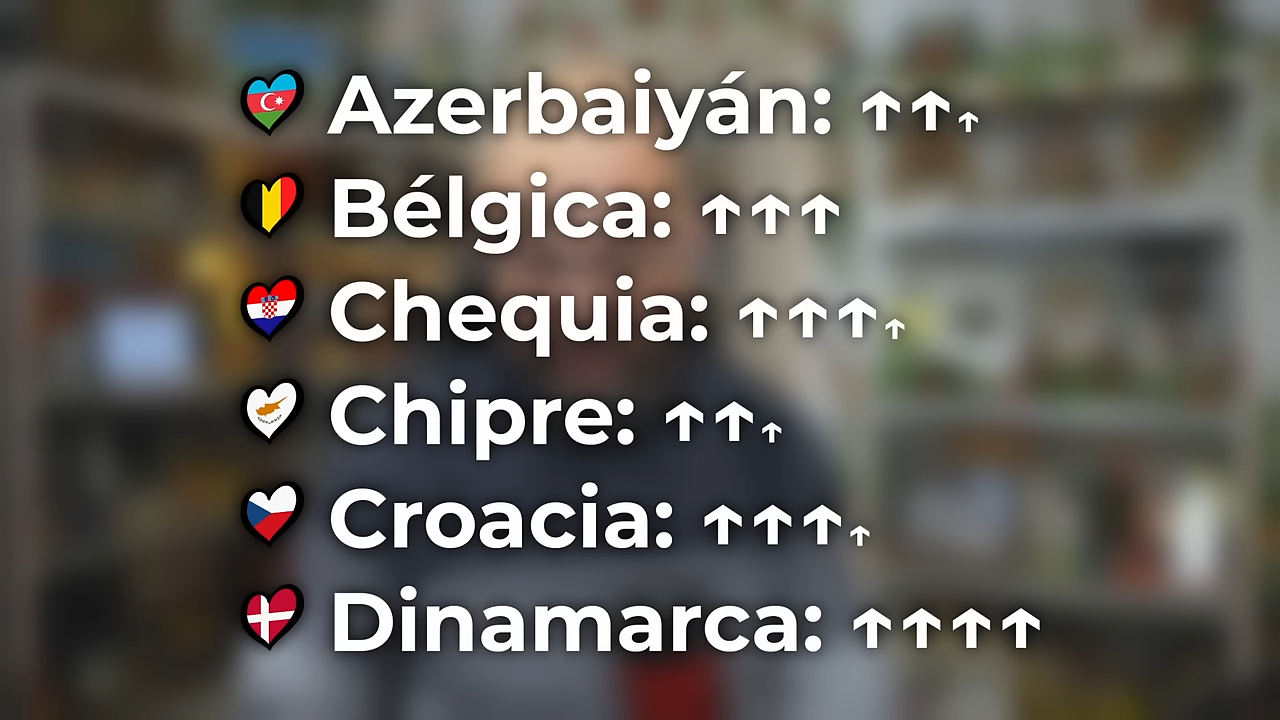 Azerbaiyán: ↑↑↑
Bélgica: ↑↑↑
Chequia: ↑↑↑↑
Chipre: ↑↑↑
Croacia: ↑↑↑↑
Dinamarca: ↑↑↑↑